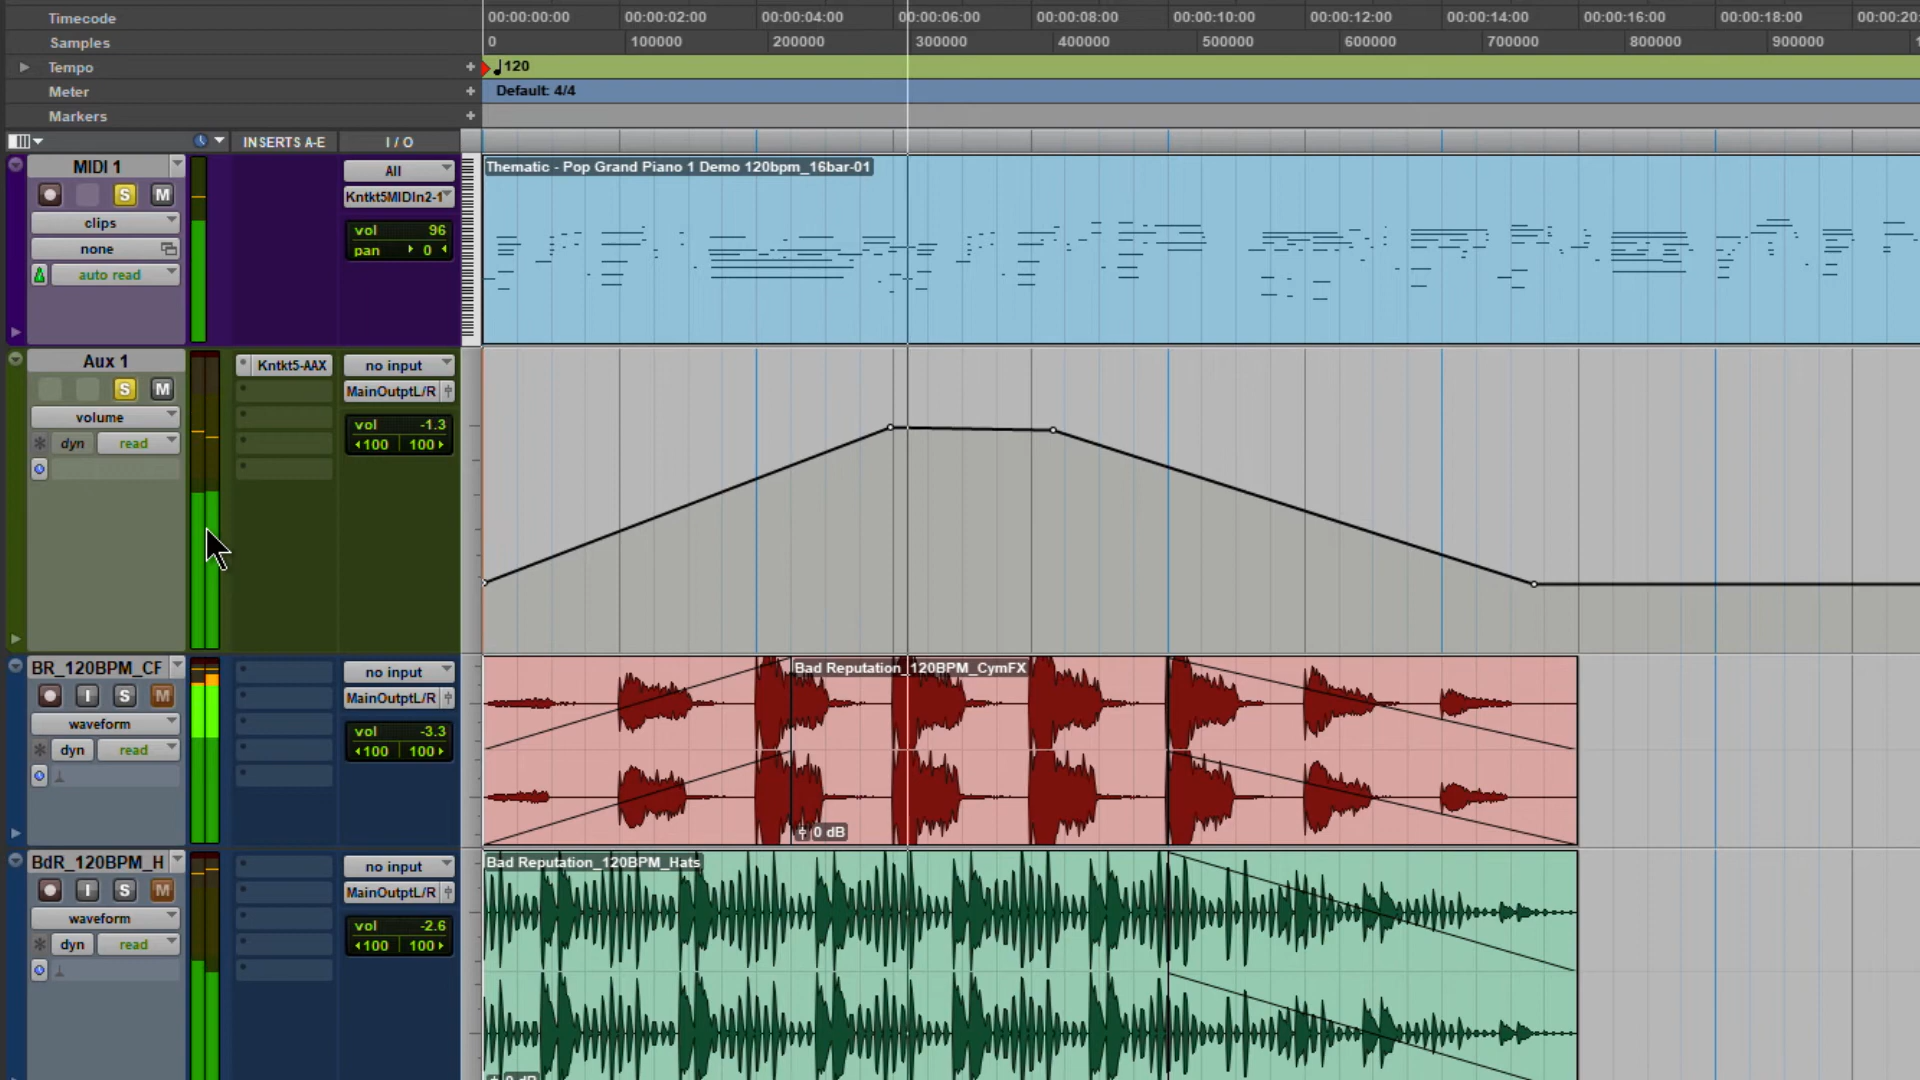 Timecode
00:00:00:00 00:00:02:00 00:00:04:00 00:00:06:00 00:00:08:00 00:00:10:00 00:00:12:00 00:00:14:00 00:00:16:00 00:00:18:00 00:00:20:
Samples
0 100000 200000 300000 400000 500000 600000 700000 800000 900000
Tempo + ♩120
Meter + Default: 4/4
Markers +
INSERTS A-E I / O
MIDI 1
All
Thematic - Pop Grand Piano 1 Demo 120bpm_16bar-01
S M
Kntkt5MIDIn2-1
clips
vol 96
none
pan 0
auto read
Aux 1
Kntkt5-AAX
no input
S M
MainOutptL/R
volume
vol -1.3
dyn read
100 100
BR_120BPM_CF
no input
Bad Reputation_120BPM_CymFX
I S M
MainOutptL/R
waveform
vol -3.3
dyn read
100 100
0 dB
BdR_120BPM_H
no input
Bad Reputation_120BPM_Hats
I S M
MainOutptL/R
waveform
vol -2.6
dyn read
100 100